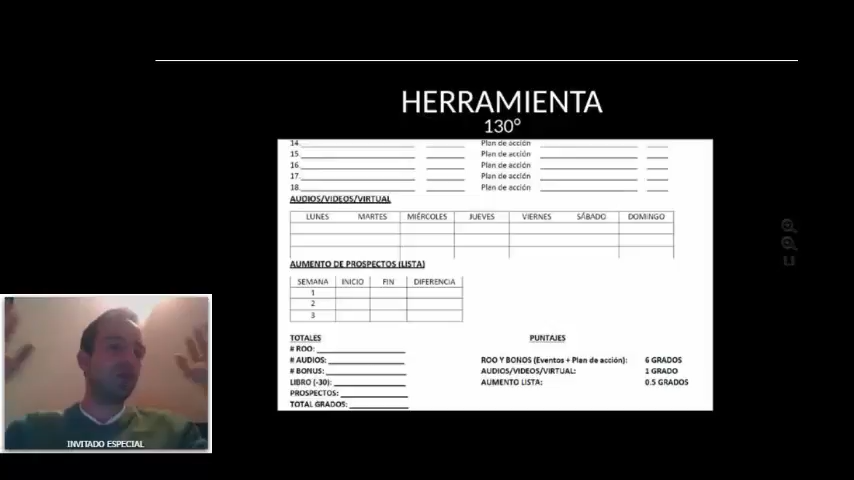 HERRAMIENTA
130°
14. Plan de acción
15. Plan de acción
16. Plan de acción
17. Plan de acción
18. Plan de acción
AUDIOS/VIDEOS/VIRTUAL
LUNES MARTES MIÉRCOLES JUEVES VIERNES SÁBADO DOMINGO
AUMENTO DE PROSPECTOS (LISTA)
SEMANA INICIO FIN DIFERENCIA
1
2
3
TOTALES PUNTAJES
# ROO:
# AUDIOS: ROO Y BONOS (Eventos + Plan de acción): 6 GRADOS
# BONUS: AUDIOS/VIDEOS/VIRTUAL: 1 GRADO
LIBRO (-30): AUMENTO LISTA: 0.5 GRADOS
PROSPECTOS:
TOTAL GRADOS:
INVITADO ESPECIAL